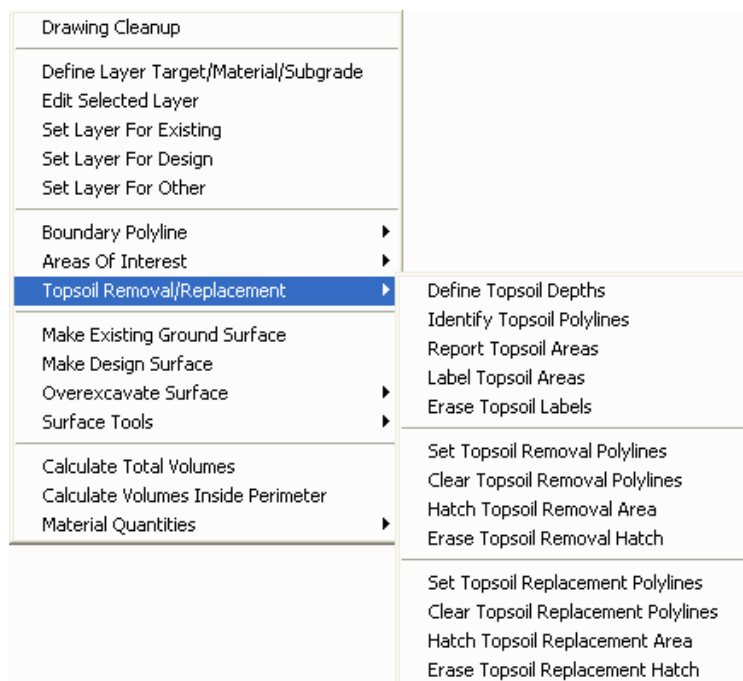 Drawing Cleanup
Define Layer Target/Material/Subgrade
Edit Selected Layer
Set Layer For Existing
Set Layer For Design
Set Layer For Other
Boundary Polyline
Areas Of Interest
Topsoil Removal/Replacement
Make Existing Ground Surface
Make Design Surface
Overexcavate Surface
Surface Tools
Calculate Total Volumes
Calculate Volumes Inside Perimeter
Material Quantities
Define Topsoil Depths
Identify Topsoil Polylines
Report Topsoil Areas
Label Topsoil Areas
Erase Topsoil Labels
Set Topsoil Removal Polylines
Clear Topsoil Removal Polylines
Hatch Topsoil Removal Area
Erase Topsoil Removal Hatch
Set Topsoil Replacement Polylines
Clear Topsoil Replacement Polylines
Hatch Topsoil Replacement Area
Erase Topsoil Replacement Hatch